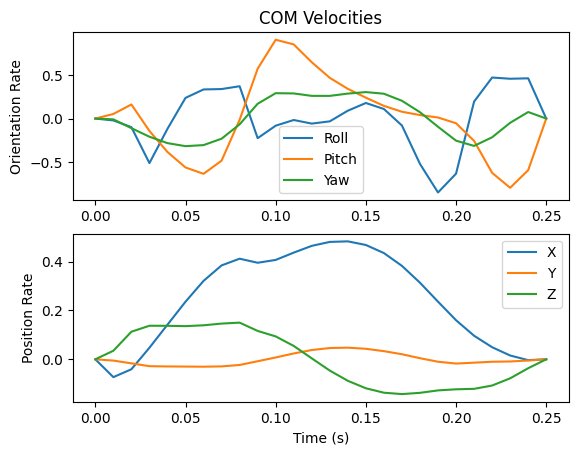 COM Velocities
Orientation Rate
0.5
0.0
−0.5
Roll
Pitch
Yaw
0.00 0.05 0.10 0.15 0.20 0.25
Position Rate
0.4
0.2
0.0
X
Y
Z
0.00 0.05 0.10 0.15 0.20 0.25
Time (s)